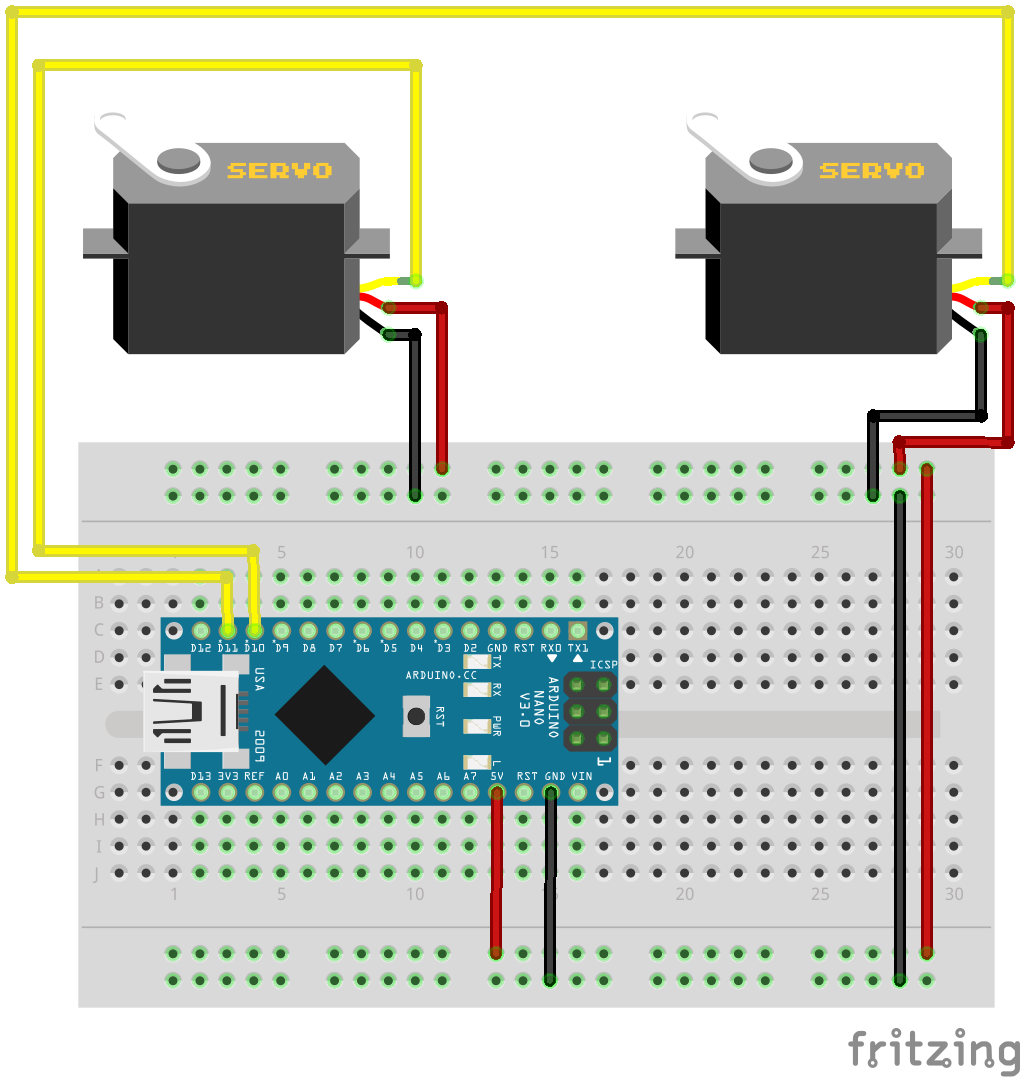 SERVO SERVO
5 10 15 20 25 30
A
B
C
D12 D11 D10 D9 D8 D7 D6 D5 D4 D3 D2 GND RST RX0 TX1
D
TX
ICSP
USA
ARDUINO.CC
E
RX
ARDUINO
NANO
V3.0
RST
PWR
2009
L
1
F
D13 3V3 REF A0 A1 A2 A3 A4 A5 A6 A7 5V RST GND VIN
G
H
I
J
1 5 10 15 20 25 30
fritzing